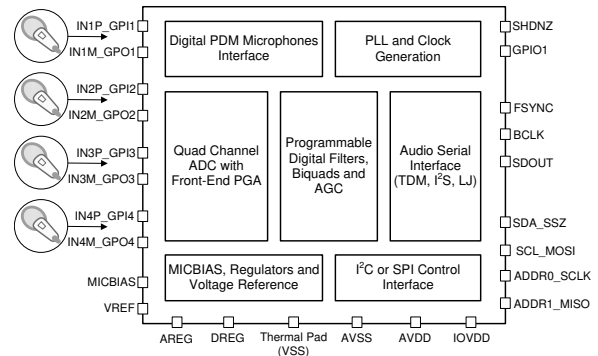 IN1P_GPI1
IN1M_GPO1
IN2P_GPI2
IN2M_GPO2
IN3P_GPI3
IN3M_GPO3
IN4P_GPI4
IN4M_GPO4
MICBIAS
VREF
Digital PDM Microphones
Interface
PLL and Clock
Generation
Quad Channel
ADC with
Front-End PGA
Programmable
Digital Filters,
Biquads and
AGC
Audio Serial
Interface
(TDM, I²S, LJ)
MICBIAS, Regulators and
Voltage Reference
I²C or SPI Control
Interface
SHDNZ
GPIO1
FSYNC
BCLK
SDOUT
SDA_SSZ
SCL_MOSI
ADDR0_SCLK
ADDR1_MISO
AREG
DREG
Thermal Pad
(VSS)
AVSS
AVDD
IOVDD